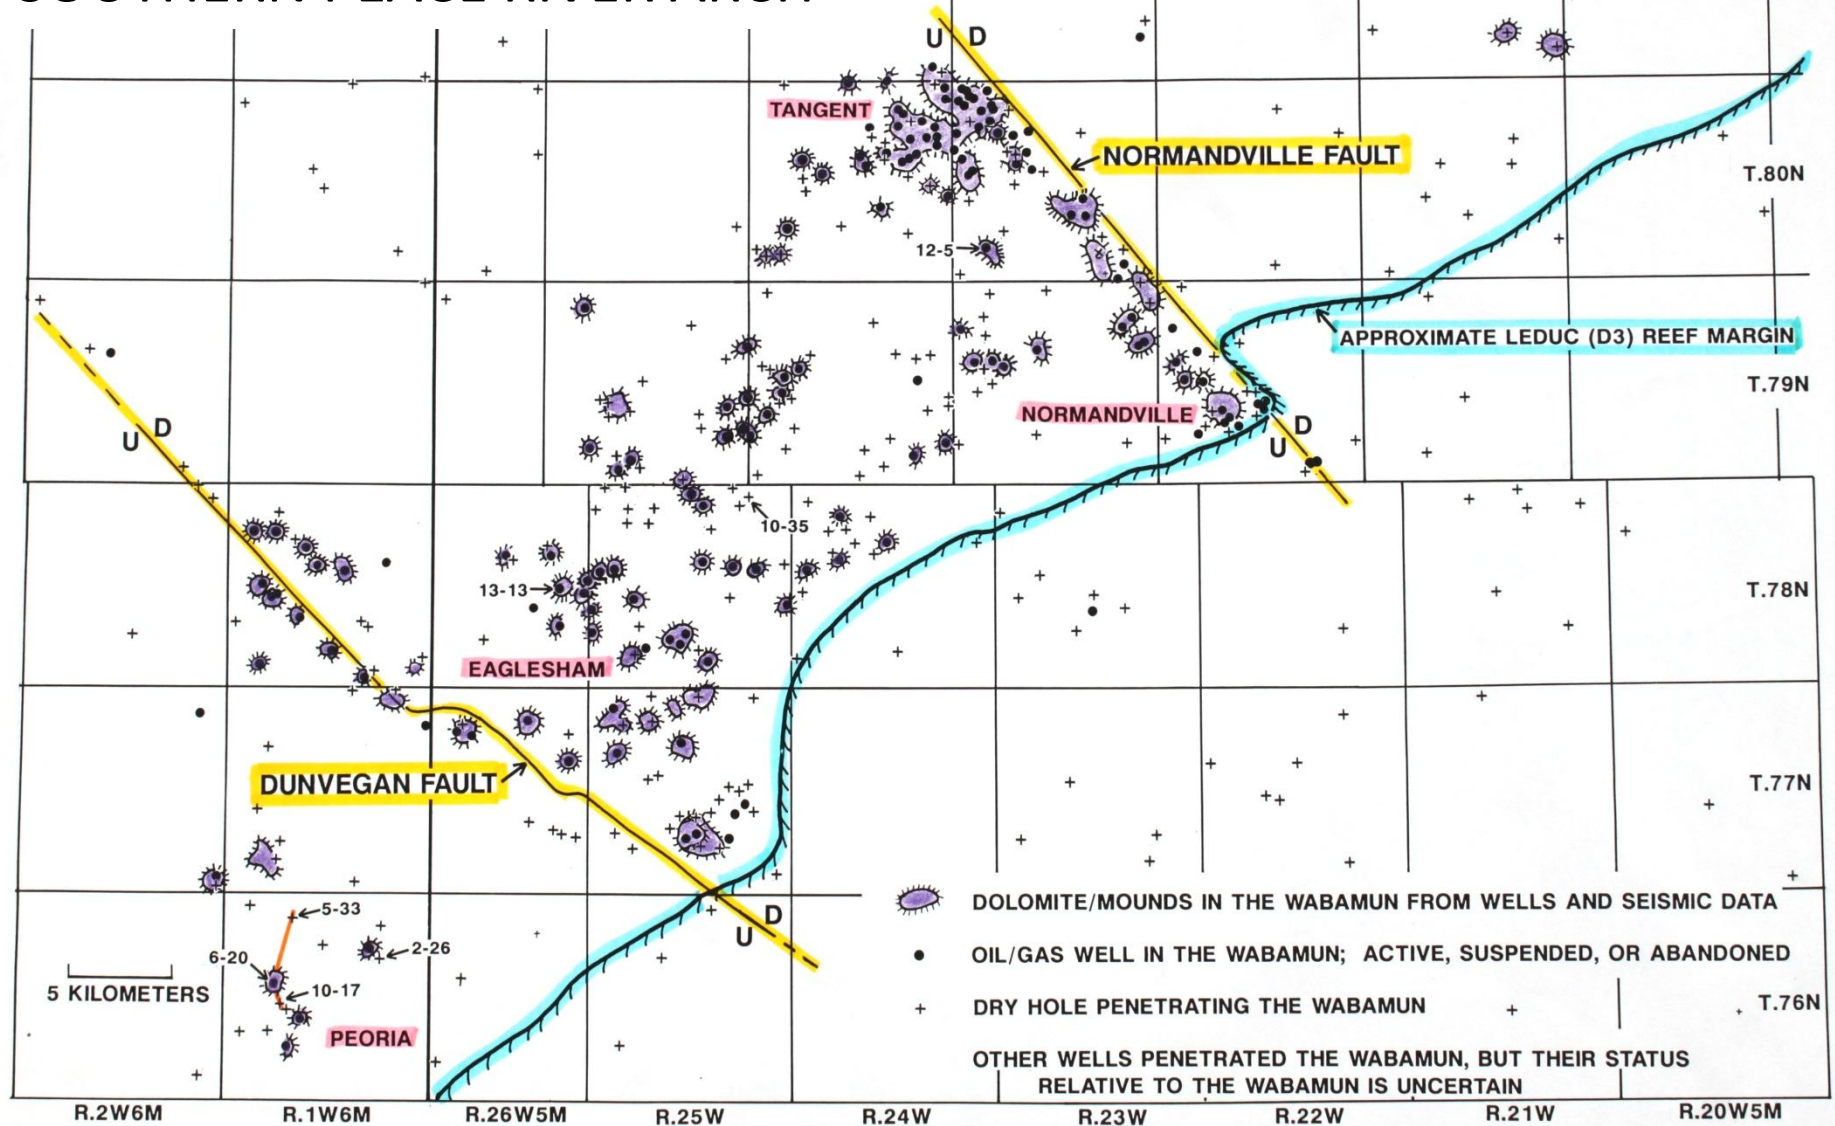 U D
TANGENT
NORMANDVILLE FAULT
T.80N
12-5
APPROXIMATE LEDUC (D3) REEF MARGIN
T.79N
NORMANDVILLE
U D
D
U
10-35
13-13
T.78N
EAGLESHAM
DUNVEGAN FAULT
T.77N
D
U
5-33
2-26
6-20
10-17
5 KILOMETERS
PEORIA
DOLOMITE/MOUNDS IN THE WABAMUN FROM WELLS AND SEISMIC DATA
OIL/GAS WELL IN THE WABAMUN; ACTIVE, SUSPENDED, OR ABANDONED
DRY HOLE PENETRATING THE WABAMUN
T.76N
OTHER WELLS PENETRATED THE WABAMUN, BUT THEIR STATUS
RELATIVE TO THE WABAMUN IS UNCERTAIN
R.2W6M R.1W6M R.26W5M R.25W R.24W R.23W R.22W R.21W R.20W5M